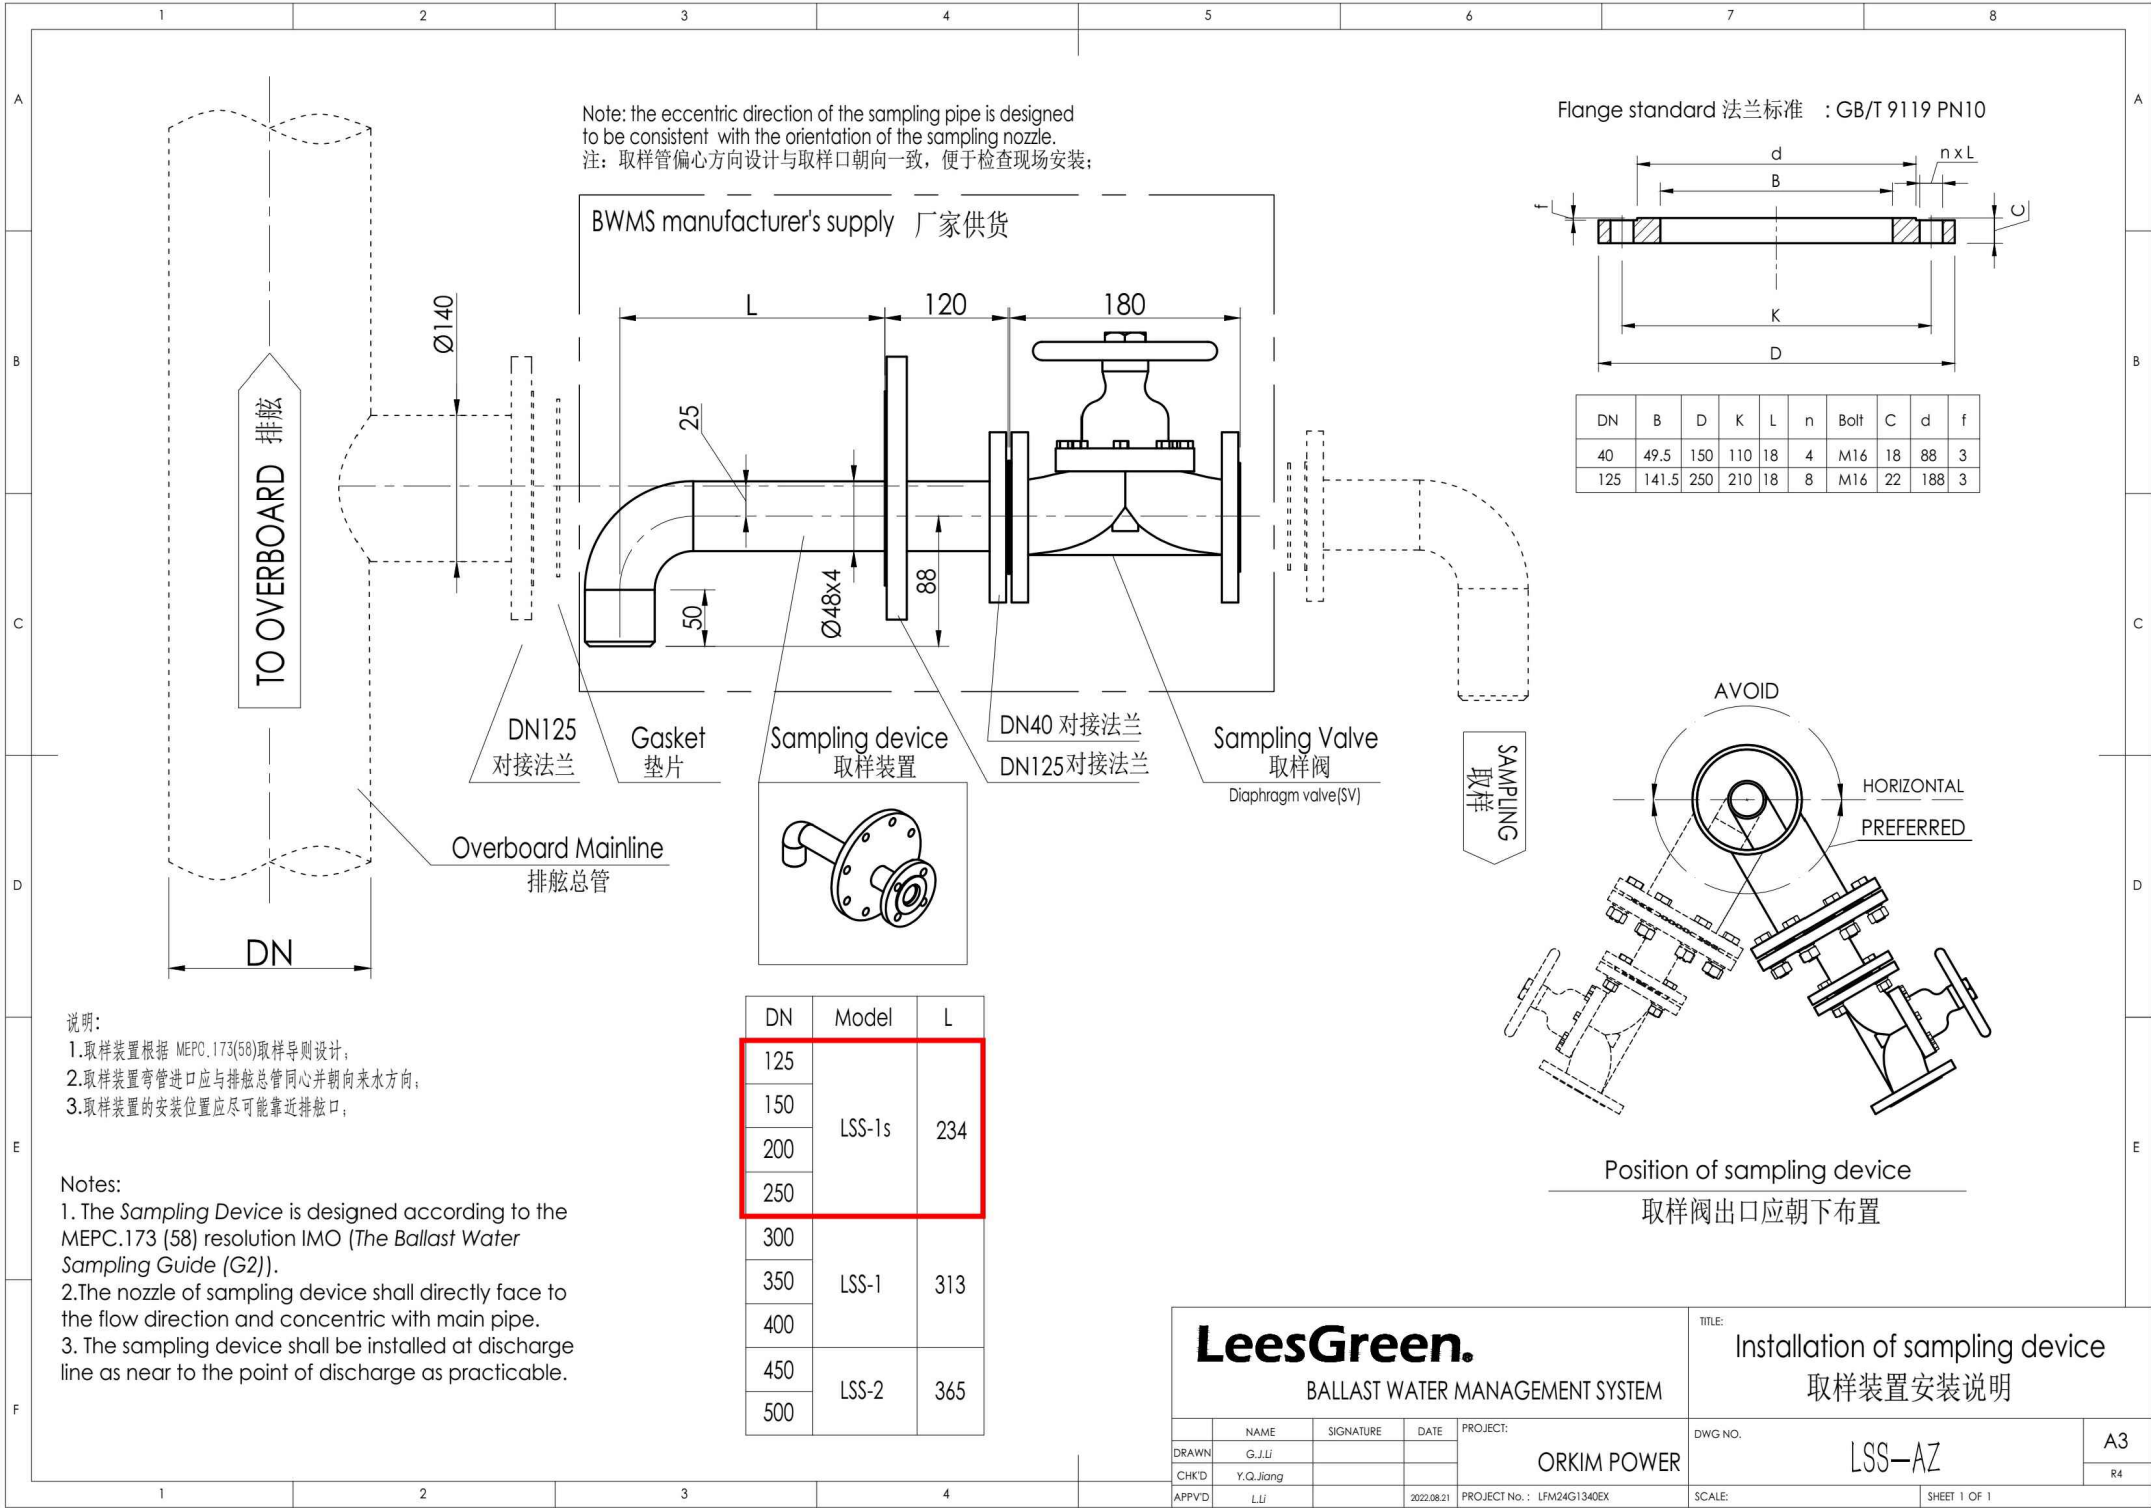 1 2 3 4 5 6 7 8
A A
B B
C C
D D
E E
F
Note: the eccentric direction of the sampling pipe is designed
to be consistent with the orientation of the sampling nozzle.
注：取样管偏心方向设计与取样口朝向一致，便于检查现场安装；
BWMS manufacturer's supply 厂家供货
L 120 180
Ø140
25
50
Ø48x4
88
TO OVERBOARD 排舷
DN125
对接法兰
Gasket
垫片
Sampling device
取样装置
DN40 对接法兰
DN125对接法兰
Sampling Valve
取样阀
Diaphragm valve(SV)
SAMPLING
取样
Overboard Mainline
排舷总管
DN
Flange standard 法兰标准 : GB/T 9119 PN10
d
n x L
B
f
C
K
D
DN B D K L n Bolt C d f
40 49.5 150 110 18 4 M16 18 88 3
125 141.5 250 210 18 8 M16 22 188 3
AVOID
HORIZONTAL
PREFERRED
Position of sampling device
取样阀出口应朝下布置
说明：
1.取样装置根据 MEPC.173(58)取样导则设计；
2.取样装置弯管进口应与排舷总管同心并朝向来水方向；
3.取样装置的安装位置应尽可能靠近排舷口；
Notes:
1. The Sampling Device is designed according to the
MEPC.173 (58) resolution IMO (The Ballast Water
Sampling Guide (G2)).
2.The nozzle of sampling device shall directly face to
the flow direction and concentric with main pipe.
3. The sampling device shall be installed at discharge
line as near to the point of discharge as practicable.
DN Model L
125
150
LSS-1s 234
200
250
300
350 LSS-1 313
400
450
LSS-2 365
500
LeesGreen®
BALLAST WATER MANAGEMENT SYSTEM
TITLE:
Installation of sampling device
取样装置安装说明
NAME SIGNATURE DATE
DRAWN G.J.Li
CHK'D Y.Q.Jiang
APPV'D L.Li 2022.08.21
PROJECT:
ORKIM POWER
PROJECT No. : LFM24G1340EX
DWG NO.
LSS-AZ
A3
R4
SCALE:
SHEET 1 OF 1
1 2 3 4